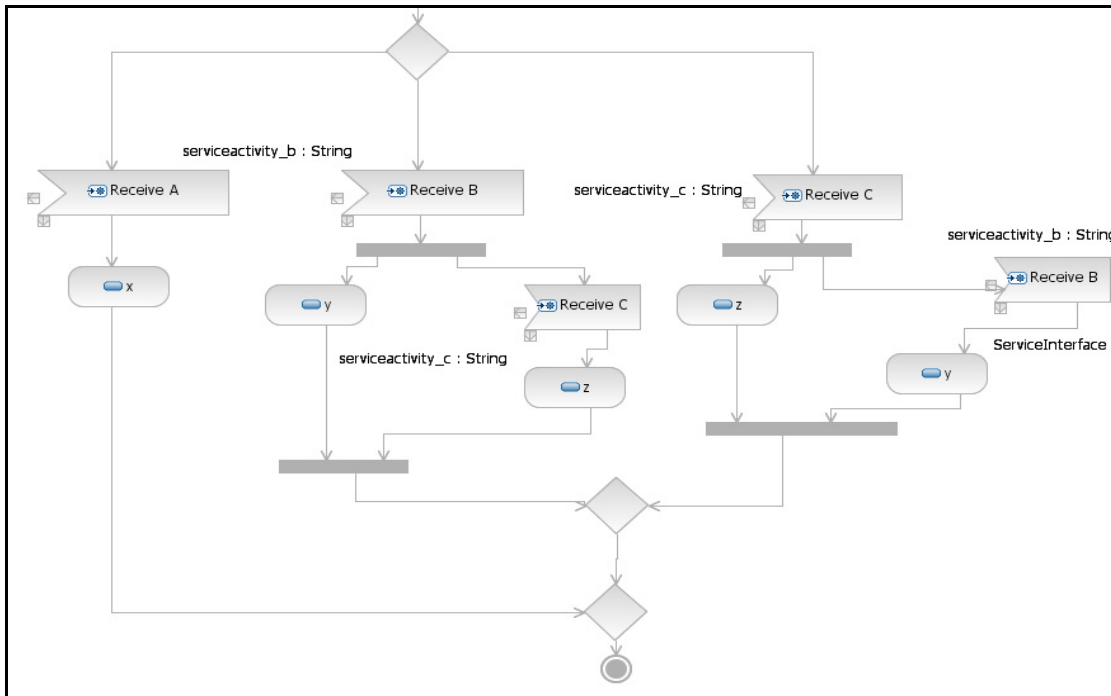 serviceactivity_b : String
Receive A
Receive B
serviceactivity_c : String
Receive C
serviceactivity_b : String
Receive B
x
y
Receive C
z
serviceactivity_c : String
ServiceInterface
z
y